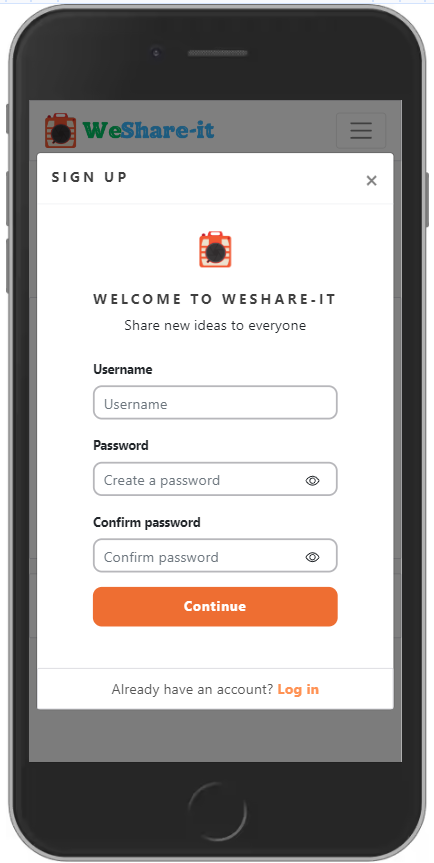 WeShare-it
SIGN UP ×
WELCOME TO WESHARE-IT
Share new ideas to everyone
Username
Username
Password
Create a password
Confirm password
Confirm password
Continue
Already have an account? Log in